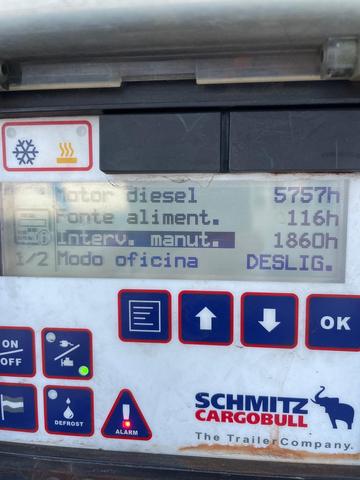 Motor diesel 5757h
Fonte aliment. 116h
Interv. manut. 1860h
1/2 Modo oficina DESLIG.
OK
ON
OFF
DEFROST
ALARM
SCHMITZ
CARGOBULL
The TrailerCompany.